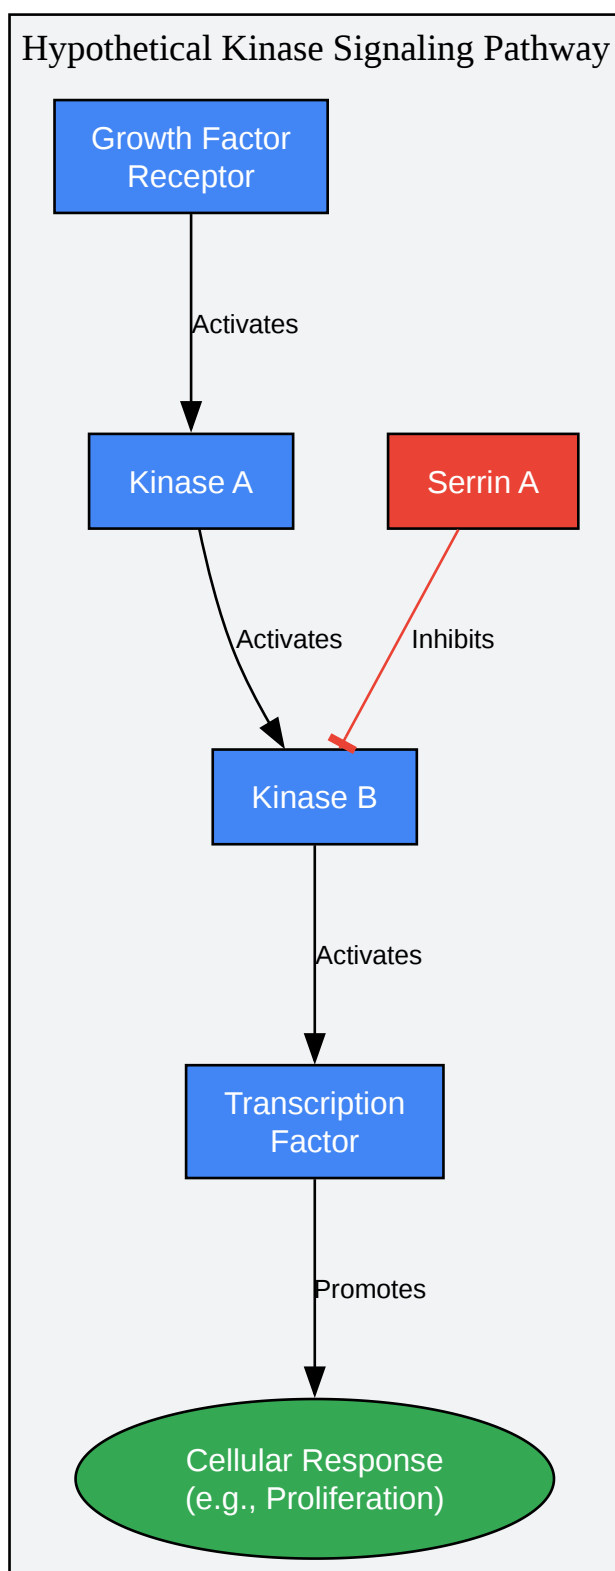 Hypothetical Kinase Signaling Pathway
Growth Factor
Receptor
Activates
Kinase A
Serrin A
Activates
Inhibits
Kinase B
Activates
Transcription
Factor
Promotes
Cellular Response
(e.g., Proliferation)